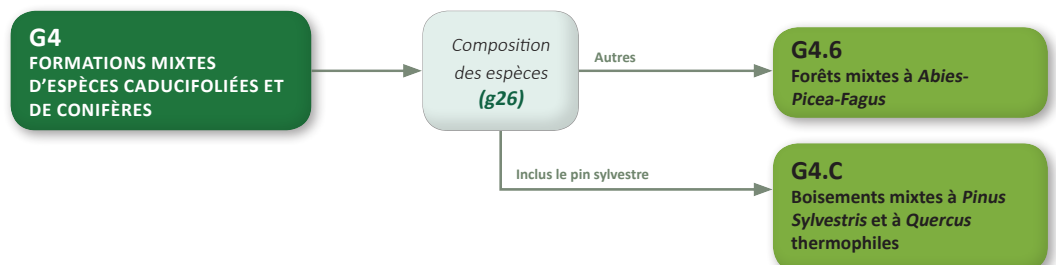 G4
FORMATIONS MIXTES
D'ESPÈCES CADUCIFOLIÉES ET
DE CONIFÈRES
Composition
des espèces
(g26)
Autres
G4.6
Forêts mixtes à Abies-
Picea-Fagus
Inclus le pin sylvestre
G4.C
Boisements mixtes à Pinus
Sylvestris et à Quercus
thermophiles